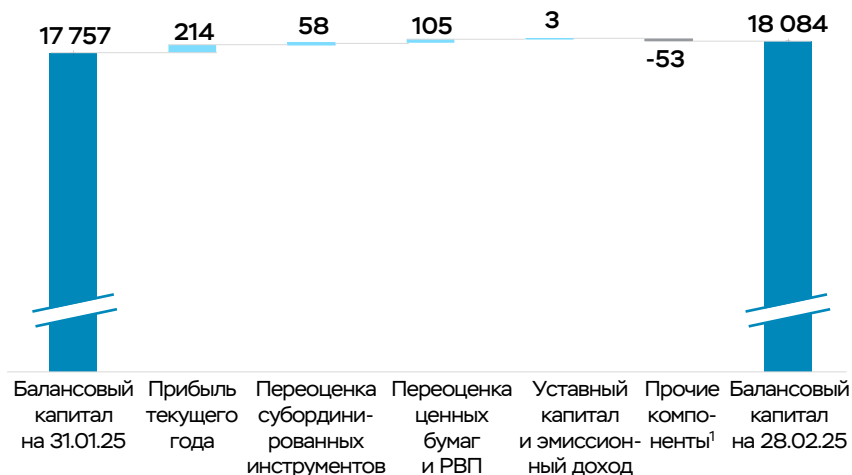 17 757
214
58
105
3
-53
18 084
Балансовый
капитал
на 31.01.25
Прибыль
текущего
года
Переоценка
субордини-
рованных
инструментов
Переоценка
ценных
бумаг
и РВП
Уставный
капитал
и эмиссион-
ный доход
Прочие
компо-
ненты¹
Балансовый
капитал
на 28.02.25